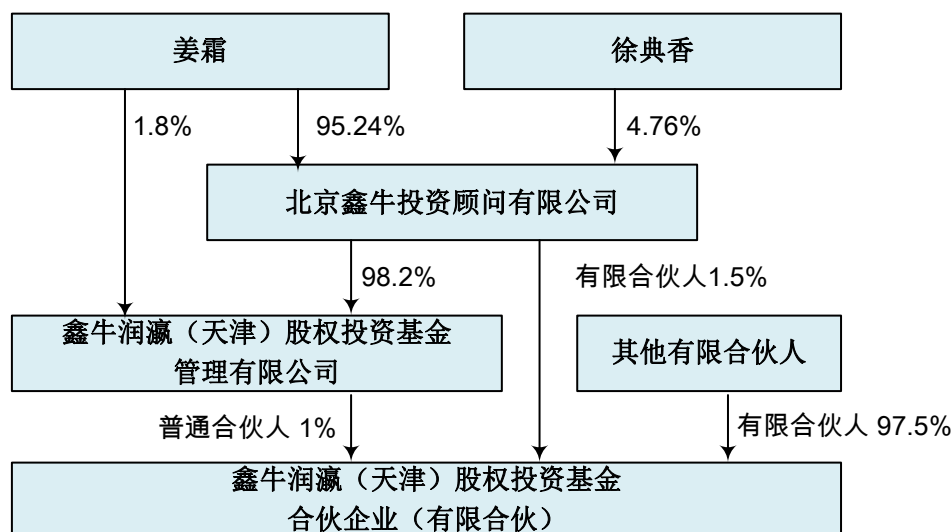 姜霜
徐典香
1.8%
95.24%
4.76%
北京鑫牛投资顾问有限公司
98.2%
有限合伙人1.5%
鑫牛润瀛（天津）股权投资基金
管理有限公司
其他有限合伙人
普通合伙人 1%
有限合伙人 97.5%
鑫牛润瀛（天津）股权投资基金
合伙企业（有限合伙）